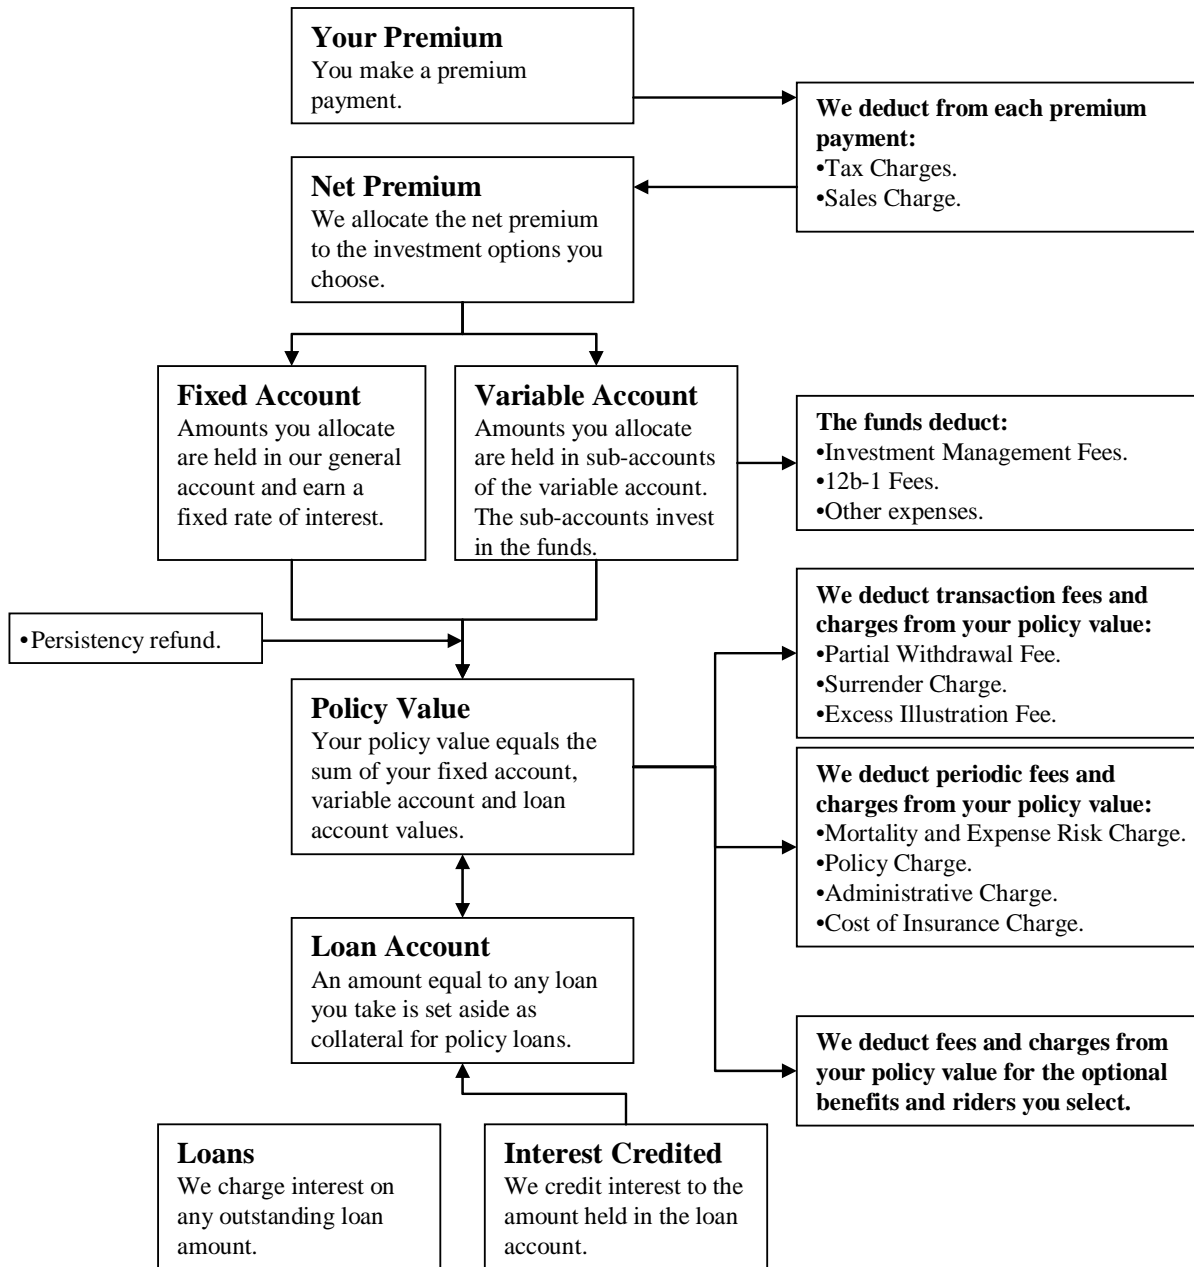 Your Premium
You make a premium
payment.
We deduct from each premium
payment:
•Tax Charges.
•Sales Charge.
Net Premium
We allocate the net premium
to the investment options you
choose.
Fixed Account
Amounts you allocate
are held in our general
account and earn a
fixed rate of interest.
Variable Account
Amounts you allocate
are held in sub-accounts
of the variable account.
The sub-accounts invest
in the funds.
The funds deduct:
•Investment Management Fees.
•12b-1 Fees.
•Other expenses.
•Persistency refund.
We deduct transaction fees and
charges from your policy value:
•Partial Withdrawal Fee.
•Surrender Charge.
•Excess Illustration Fee.
Policy Value
Your policy value equals the
sum of your fixed account,
variable account and loan
account values.
We deduct periodic fees and
charges from your policy value:
•Mortality and Expense Risk Charge.
•Policy Charge.
•Administrative Charge.
•Cost of Insurance Charge.
Loan Account
An amount equal to any loan
you take is set aside as
collateral for policy loans.
We deduct fees and charges from
your policy value for the optional
benefits and riders you select.
Loans
We charge interest on
any outstanding loan
amount.
Interest Credited
We credit interest to the
amount held in the loan
account.